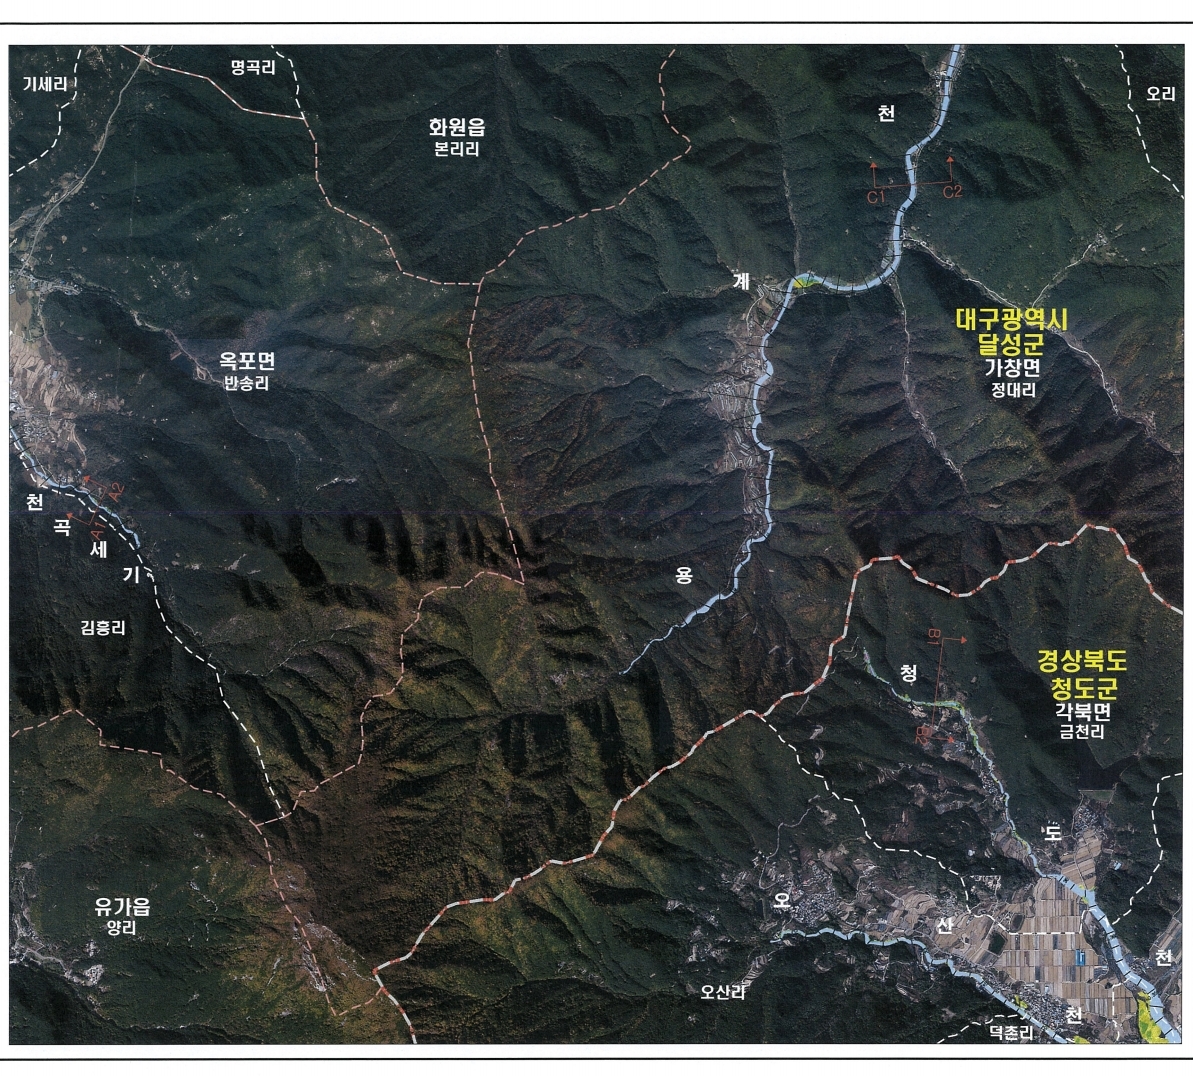 기세리
명곡리
화원읍
본리리
천
오리
C1
C2
계
대구광역시
달성군
가창면
정대리
옥포면
반송리
A2
A1
천
곡
세
기
용
김흥리
B1
청
경상북도
청도군
각북면
금천리
B2
도
유가읍
양리
오
산
천
오산리
천
덕촌리